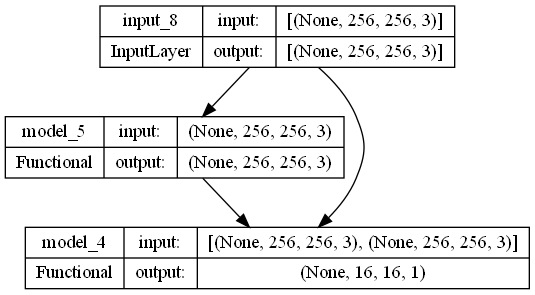 input_8 input: [(None, 256, 256, 3)]
InputLayer output: [(None, 256, 256, 3)]
model_5 input: (None, 256, 256, 3)
Functional output: (None, 256, 256, 3)
model_4 input: [(None, 256, 256, 3), (None, 256, 256, 3)]
Functional output: (None, 16, 16, 1)